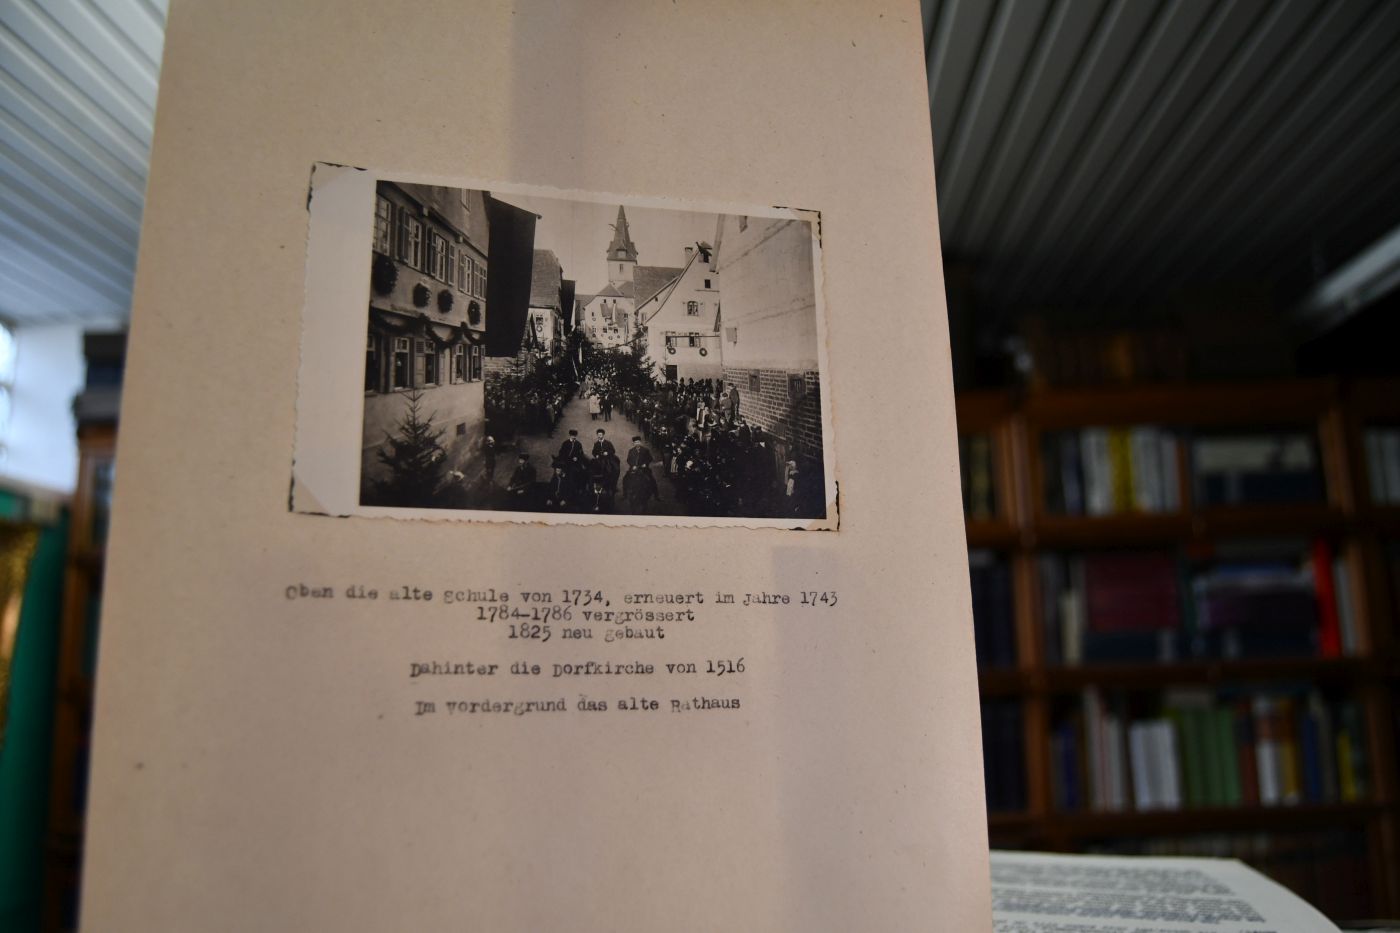 Oben die alte Schule von 1734, erneuert im Jahre 1743
1784-1786 vergrössert
1825 neu gebaut
Dahinter die Dorfkirche von 1516
Im Vordergrund das alte Rathaus